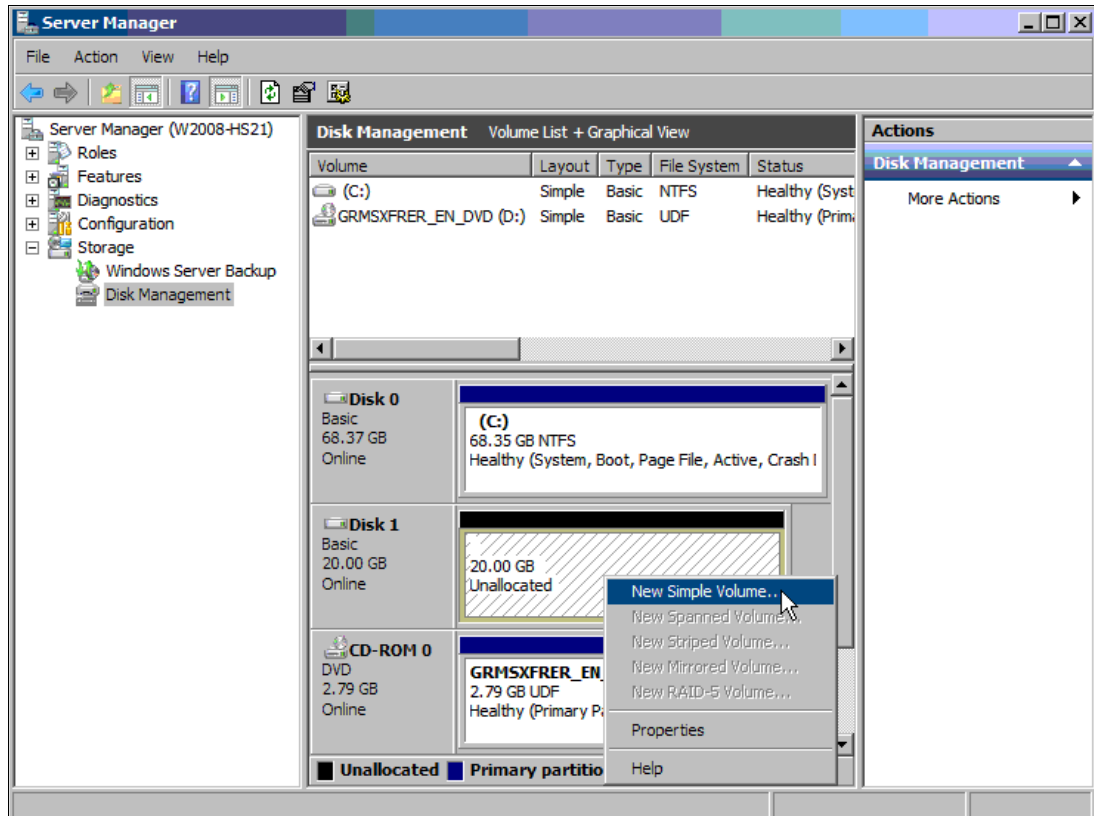 Server Manager
File Action View Help
Server Manager (W2008-HS21)
Roles
Features
Diagnostics
Configuration
Storage
Windows Server Backup
Disk Management
Disk Management Volume List + Graphical View
Volume Layout Type File System Status
(C:) Simple Basic NTFS Healthy (Syst
GRMSXFRER_EN_DVD (D:) Simple Basic UDF Healthy (Prima
Disk 0
Basic
68.37 GB
Online
(C:)
68.35 GB NTFS
Healthy (System, Boot, Page File, Active, Crash I
Disk 1
Basic
20.00 GB
Online
20.00 GB
Unallocated
CD-ROM 0
DVD
2.79 GB
Online
GRMSXFRER_EN_
2.79 GB UDF
Healthy (Primary Pa
Unallocated Primary partitio
New Simple Volume...
New Spanned Volume...
New Striped Volume...
New Mirrored Volume...
New RAID-5 Volume...
Properties
Help
Actions
Disk Management
More Actions